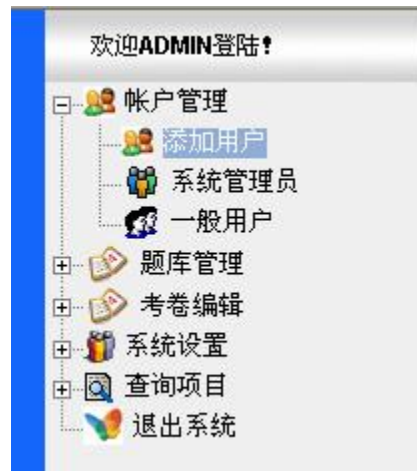 欢迎ADMIN登陆!
帐户管理
添加用户
系统管理员
一般用户
题库管理
考卷编辑
系统设置
查询项目
退出系统